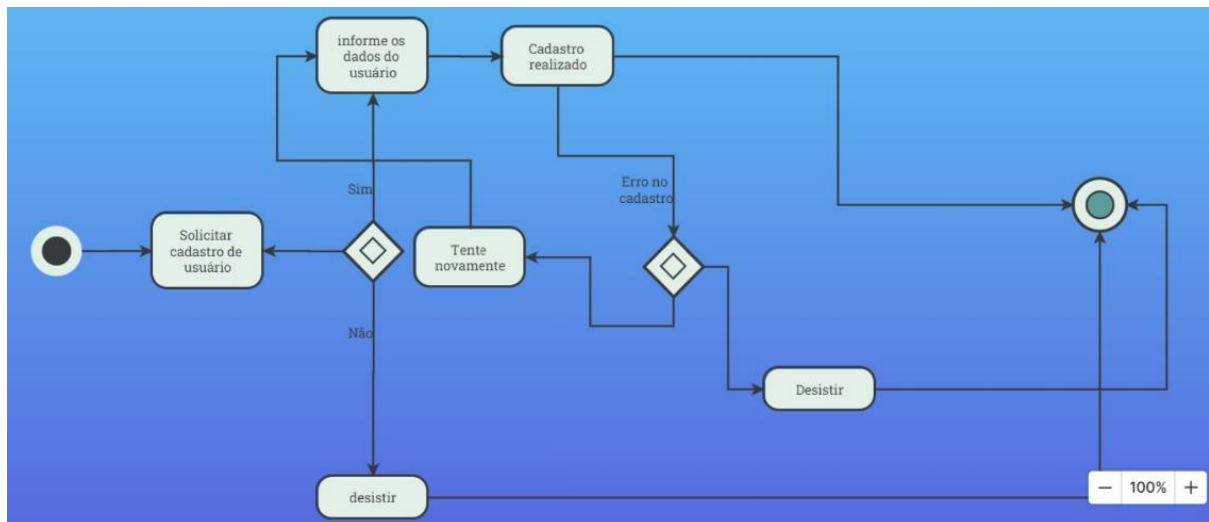 informe os
dados do
usuário
Cadastro
realizado
Sim
Erro no
cadastro
Solicitar
cadastro de
usuário
Tente
novamente
Não
Desistir
desistir
— 100% +